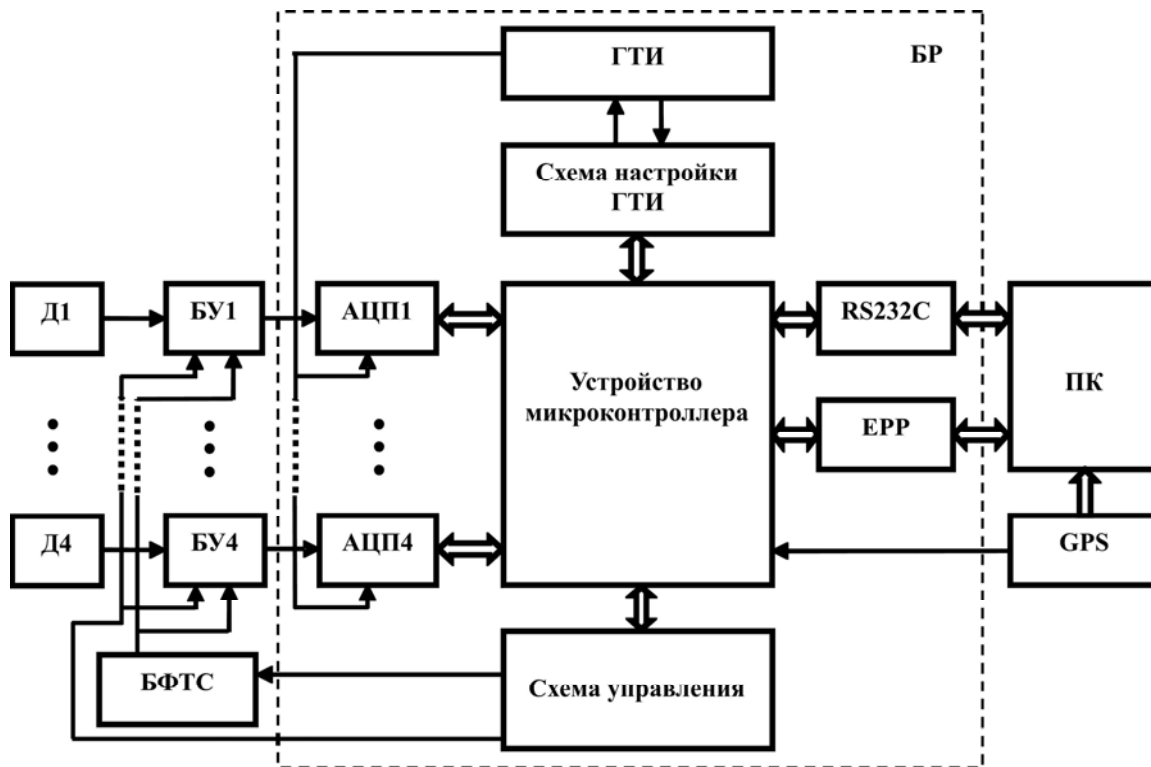 ГТИ
БР
Схема настройки
ГТИ
Д1
БУ1
АЦП1
RS232C
Устройство
микроконтроллера
ПК
EPP
Д4
БУ4
АЦП4
GPS
БФТС
Схема управления